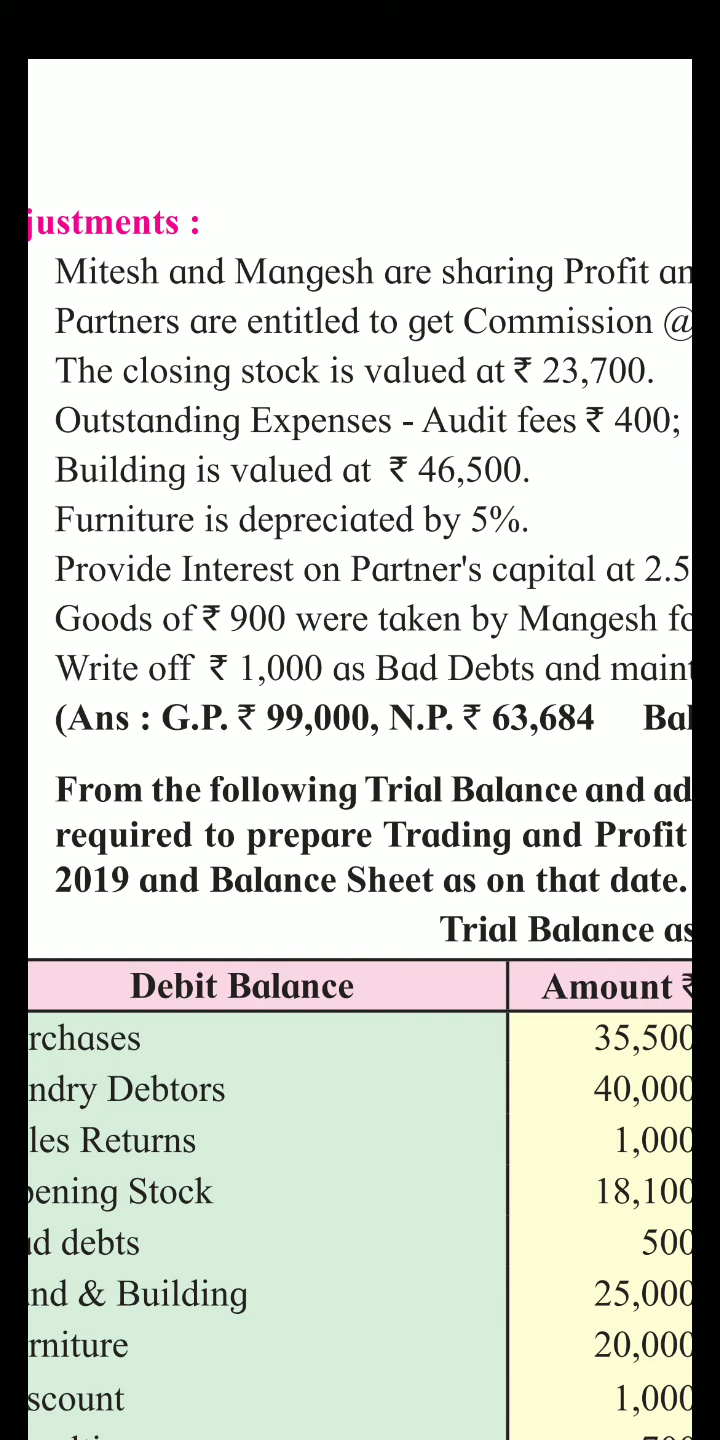 justments :
Mitesh and Mangesh are sharing Profit an
Partners are entitled to get Commission @
The closing stock is valued at ₹ 23,700.
Outstanding Expenses - Audit fees ₹ 400;
Building is valued at ₹ 46,500.
Furniture is depreciated by 5%.
Provide Interest on Partner's capital at 2.5
Goods of ₹ 900 were taken by Mangesh fo
Write off ₹ 1,000 as Bad Debts and maint
(Ans : G.P. ₹ 99,000, N.P. ₹ 63,684 Bal
From the following Trial Balance and ad
required to prepare Trading and Profit
2019 and Balance Sheet as on that date.
Trial Balance as
Debit Balance Amount ₹
rchases 35,500
ndry Debtors 40,000
les Returns 1,000
pening Stock 18,100
ad debts 500
and & Building 25,000
rniture 20,000
scount 1,000